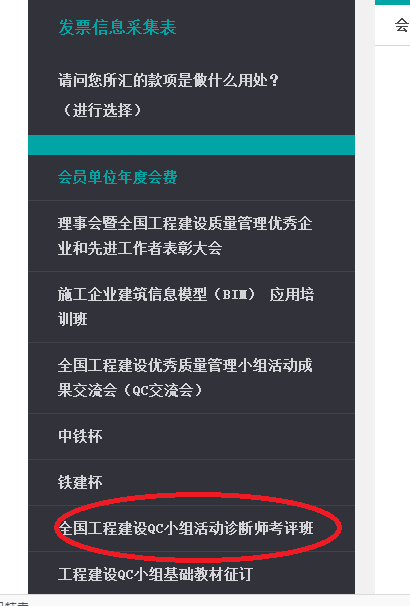 发票信息采集表
会
请问您所汇的款项是做什么用处？
（进行选择）
会员单位年度会费
理事会暨全国工程建设质量管理优秀企
业和先进工作者表彰大会
施工企业建筑信息模型（BIM） 应用培
训班
全国工程建设优秀质量管理小组活动成
果交流会（QC交流会）
中铁杯
铁建杯
全国工程建设QC小组活动诊断师考评班
工程建设QC小组基础教材征订